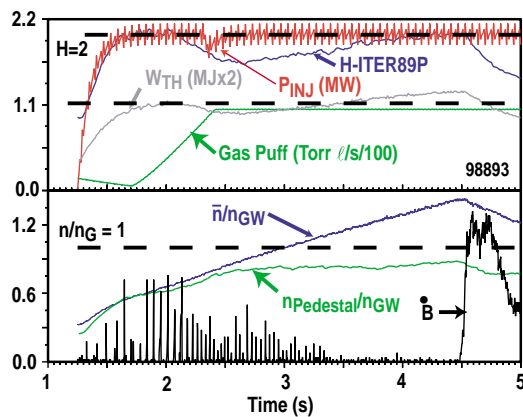 2.2
H=2
H-ITER89P
W_TH (MJx2)
P_INJ (MW)
1.1
Gas Puff (Torr ℓ/s/100)
98893
0.0
n/n_G = 1
n̄/n_GW
1.2
0.6
n_Pedestal/n_GW
Ḃ
0.0
1 2 3 4 5
Time (s)